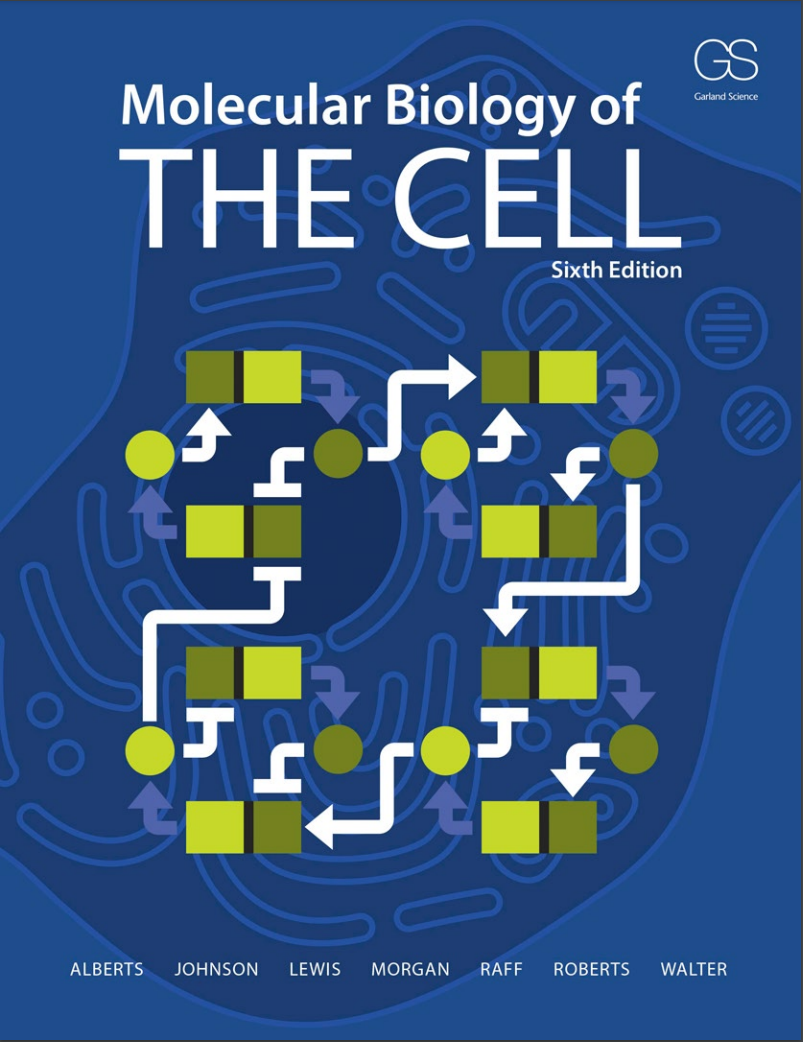 GS
Garland Science
Molecular Biology of
THE CELL
Sixth Edition
ALBERTS JOHNSON LEWIS MORGAN RAFF ROBERTS WALTER